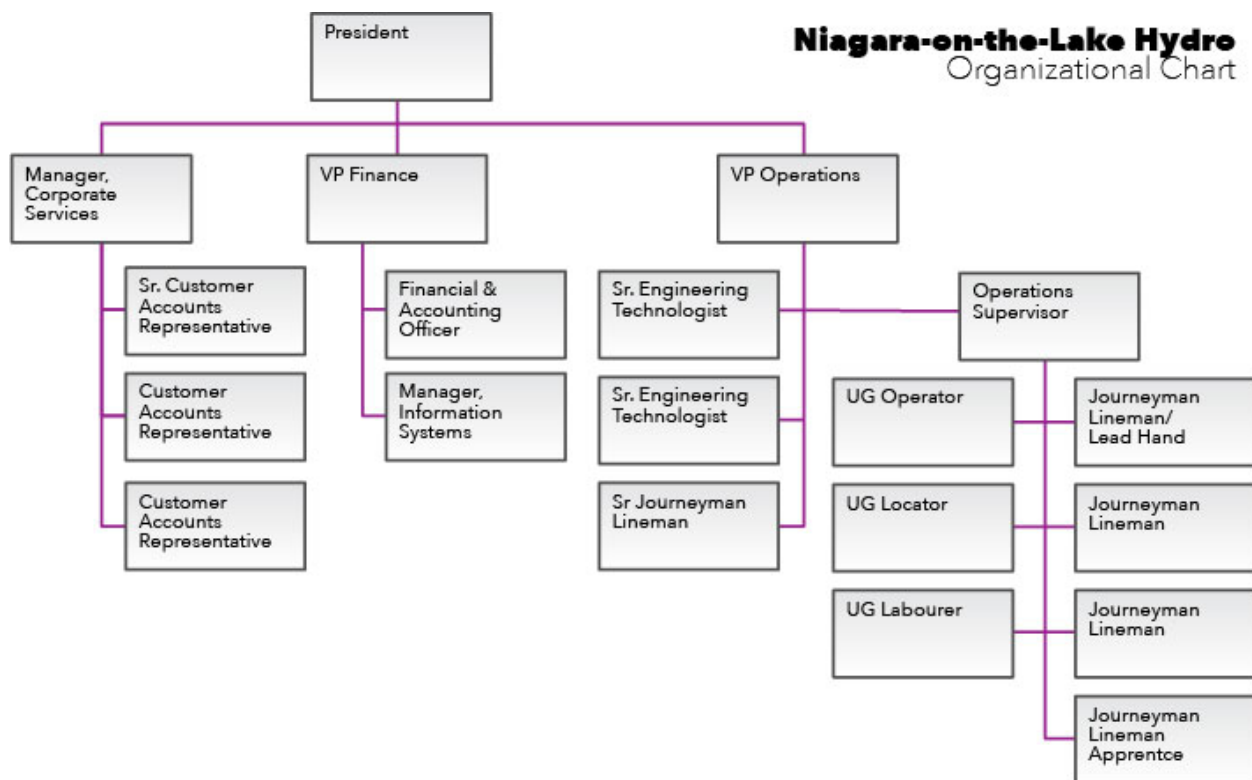 President
Niagara-on-the-Lake Hydro
Organizational Chart
Manager,
Corporate
Services
VP Finance
VP Operations
Sr. Customer
Accounts
Representative
Financial &
Accounting
Officer
Sr. Engineering
Technologist
Operations
Supervisor
Customer
Accounts
Representative
Manager,
Information
Systems
Sr. Engineering
Technologist
UG Operator
Journeyman
Lineman/
Lead Hand
Customer
Accounts
Representative
Sr Journeyman
Lineman
UG Locator
Journeyman
Lineman
UG Labourer
Journeyman
Lineman
Journeyman
Lineman
Apprentce